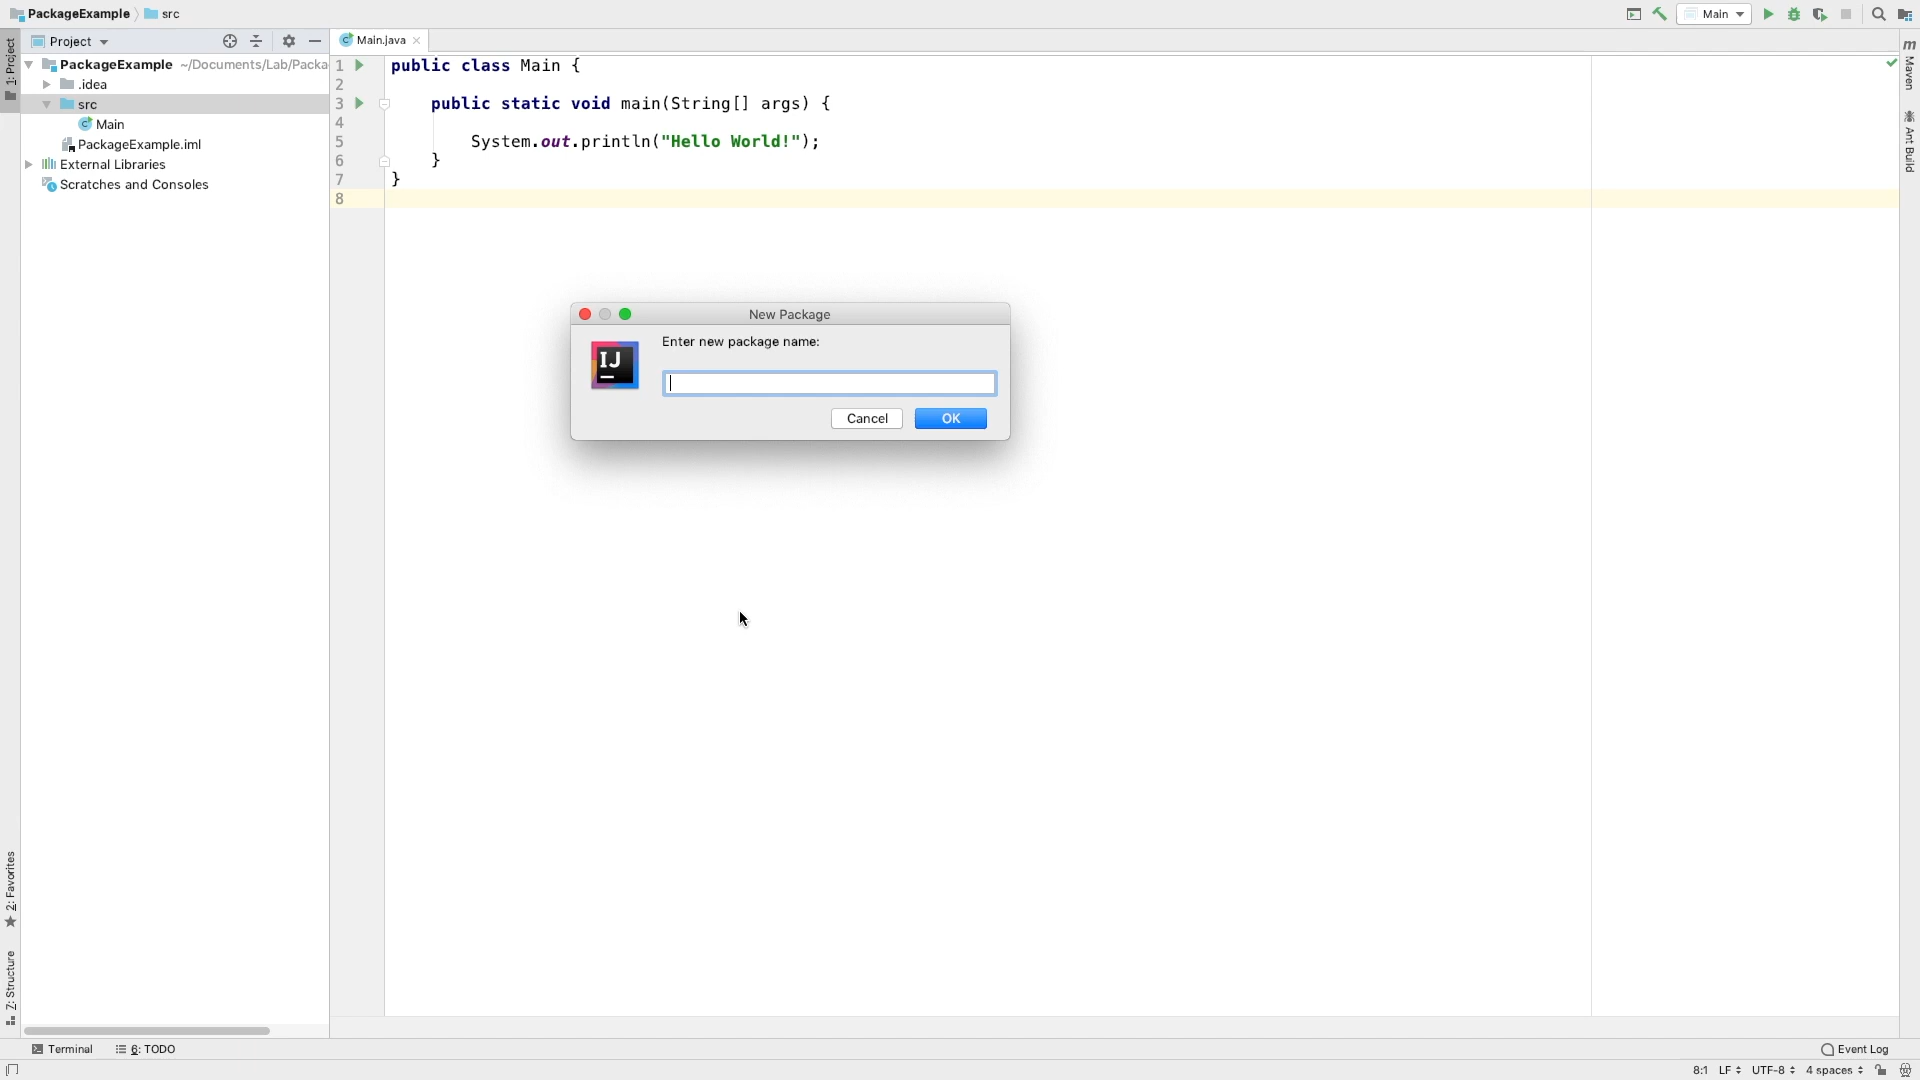 PackageExample
src
Main
Project
Main.java
1: Project
PackageExample ~/Documents/Lab/Packa
.idea
src
Main
PackageExample.iml
External Libraries
Scratches and Consoles
1 public class Main {
2
3 public static void main(String[] args) {
4
5 System.out.println("Hello World!");
6 }
7 }
8
New Package
IJ
Enter new package name:
Cancel
OK
m
Maven
Ant Build
2: Favorites
7: Structure
Terminal
6: TODO
Event Log
8:1 LF UTF-8 4 spaces